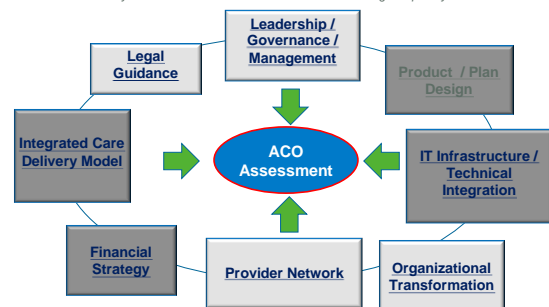 Leadership /
Governance /
Management
Legal
Guidance
Product / Plan
Design
Integrated Care
Delivery Model
ACO
Assessment
IT Infrastructure /
Technical
Integration
Financial
Strategy
Provider Network
Organizational
Transformation